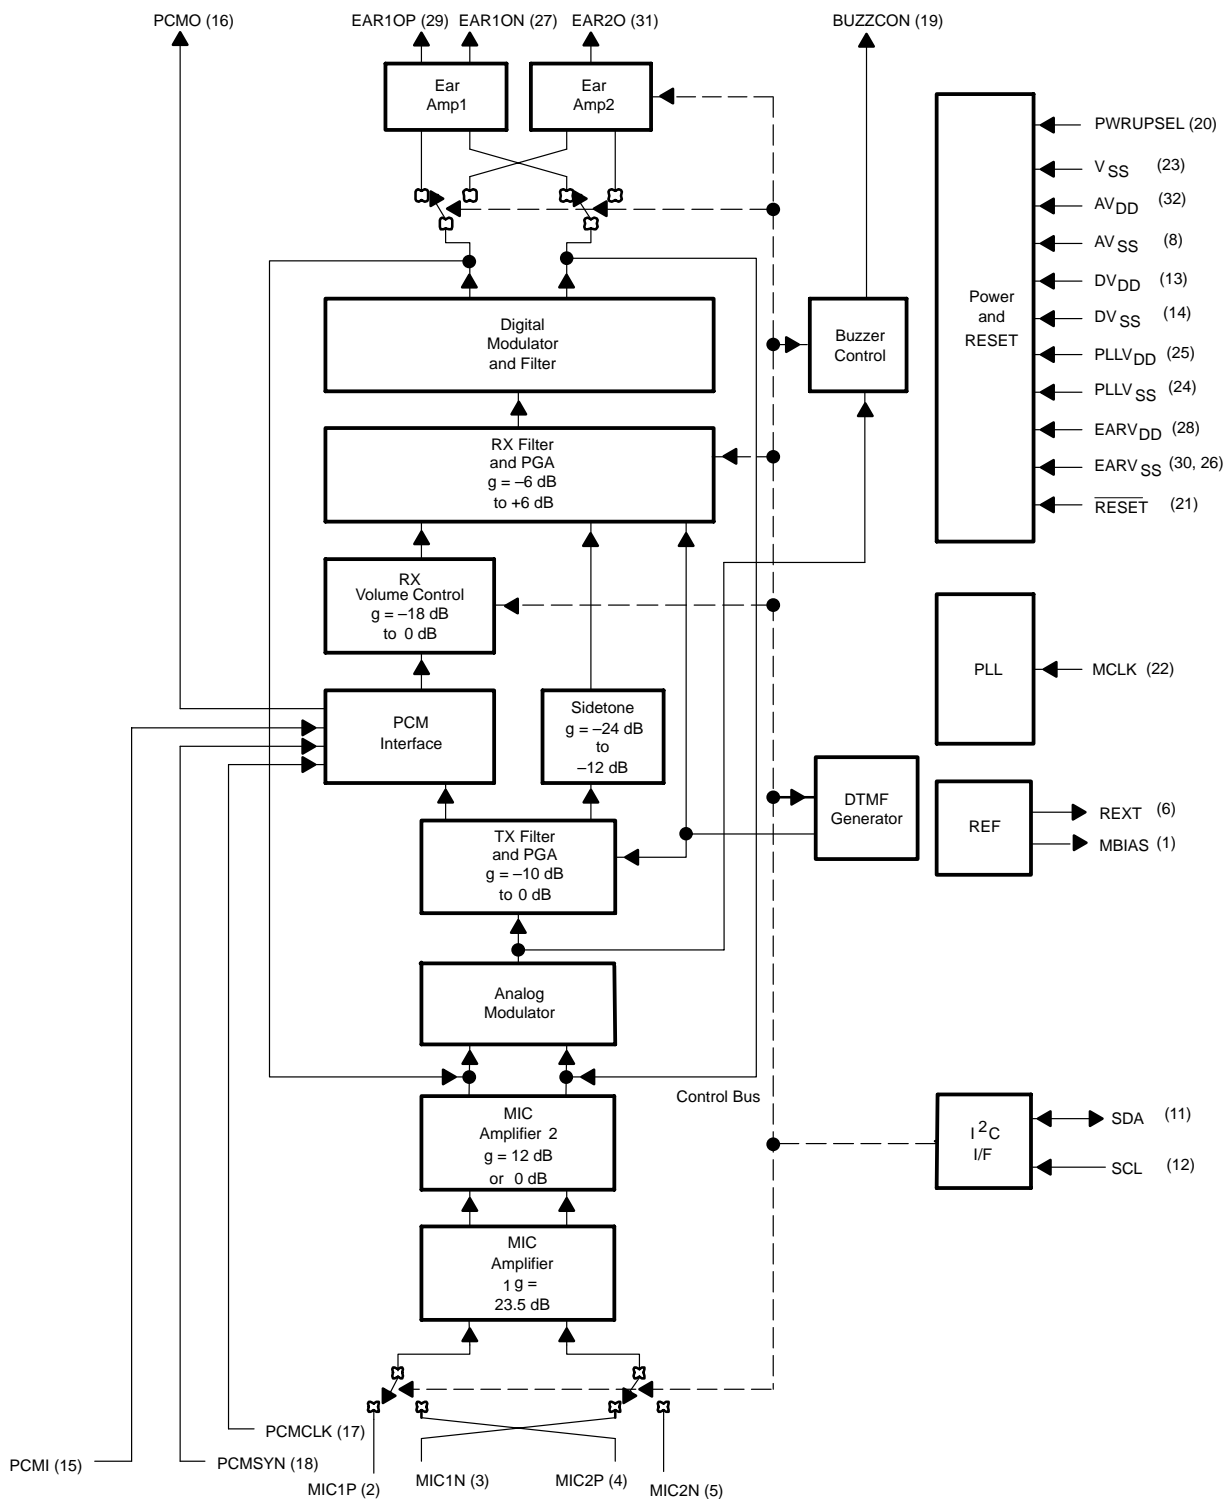 PCMO (16)
EAR1OP (29)
EAR1ON (27)
EAR2O (31)
BUZZCON (19)
Ear
Amp1
Ear
Amp2
Power
and
RESET
PWRUPSEL (20)
VSS (23)
AVDD (32)
AVSS (8)
DVDD (13)
DVSS (14)
PLLVDD (25)
PLLVSS (24)
EARVDD (28)
EARVSS (30, 26)
RESET (21)
Digital
Modulator
and Filter
Buzzer
Control
RX Filter
and PGA
g = –6 dB
to +6 dB
RX
Volume Control
g = –18 dB
to 0 dB
PLL
MCLK (22)
PCM
Interface
Sidetone
g = –24 dB
to
–12 dB
DTMF
Generator
REF
REXT (6)
MBIAS (1)
TX Filter
and PGA
g = –10 dB
to 0 dB
Analog
Modulator
Control Bus
MIC
Amplifier 2
g = 12 dB
or 0 dB
I2C
I/F
SDA (11)
SCL (12)
MIC
Amplifier
1 g =
23.5 dB
PCMCLK (17)
PCMI (15)
PCMSYN (18)
MIC1P (2)
MIC1N (3)
MIC2P (4)
MIC2N (5)